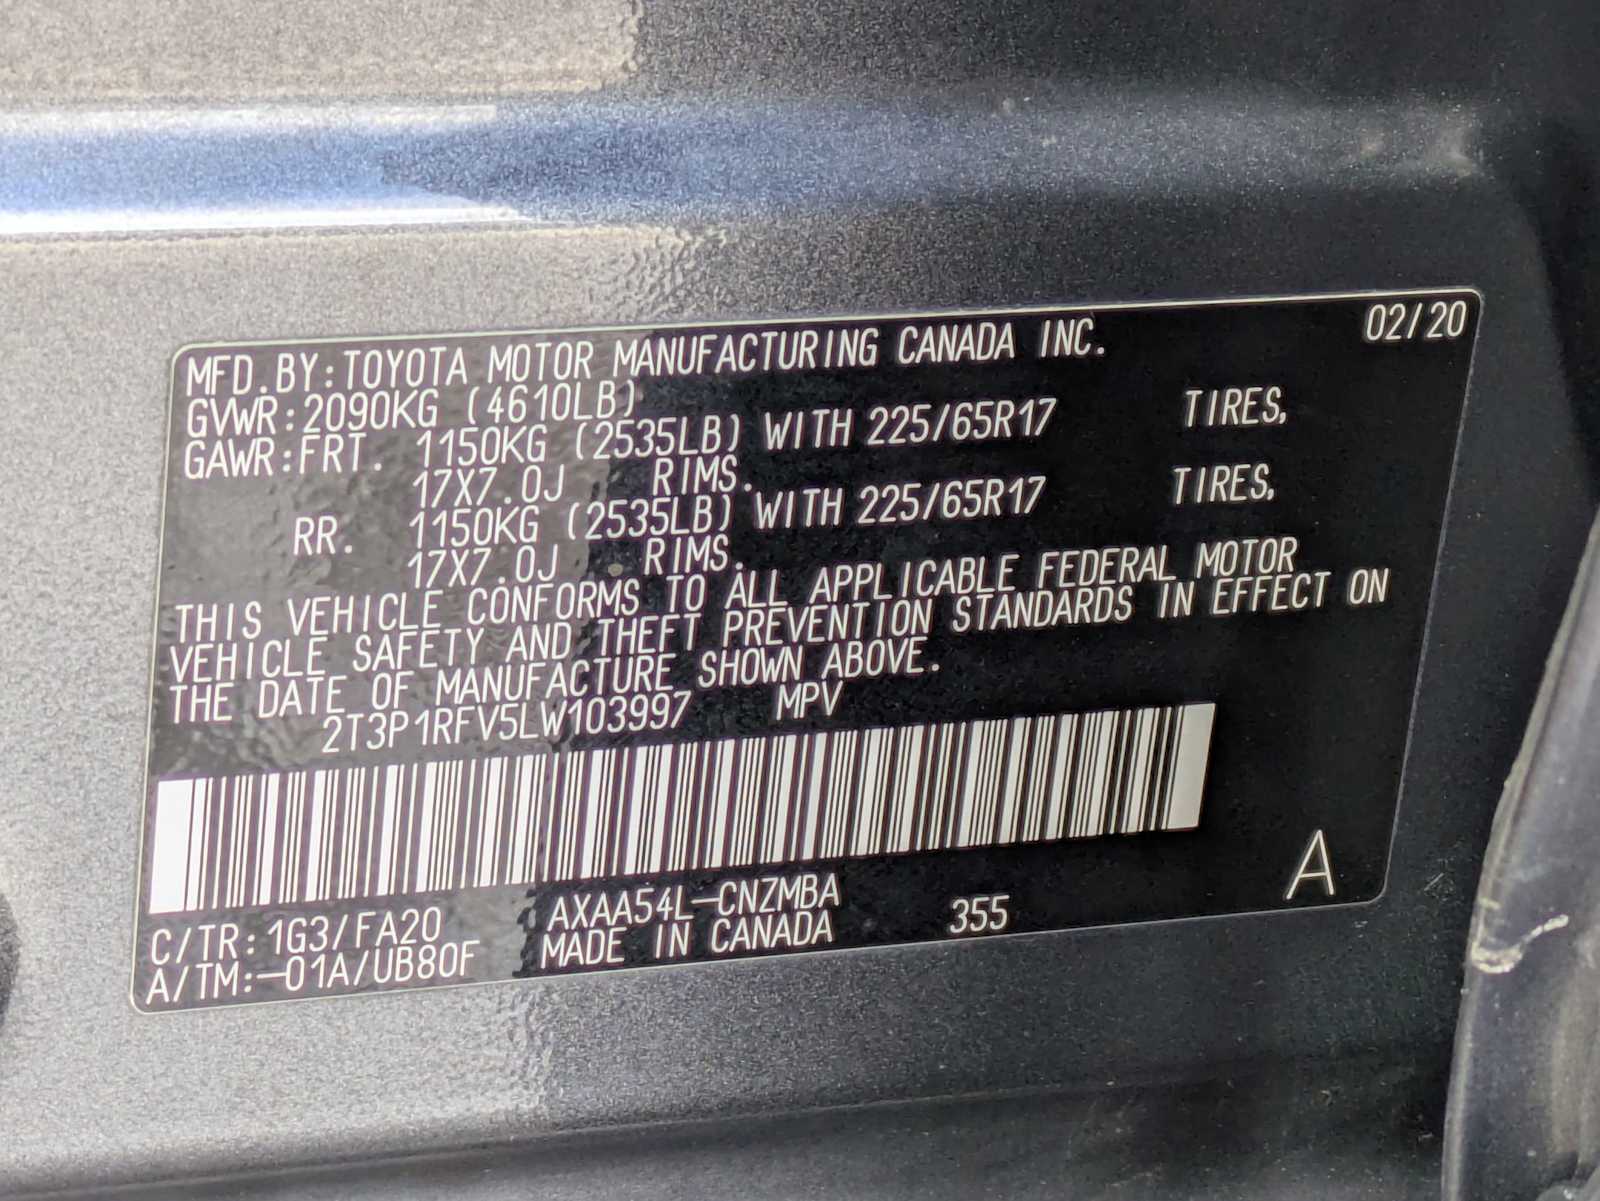 MFD.BY:TOYOTA MOTOR MANUFACTURING CANADA INC. 02/20
GVWR:2090KG (4610LB)
GAWR:FRT. 1150KG (2535LB) WITH 225/65R17 TIRES,
17X7.0J RIMS.
RR. 1150KG (2535LB) WITH 225/65R17 TIRES,
17X7.0J RIMS.
THIS VEHICLE CONFORMS TO ALL APPLICABLE FEDERAL MOTOR
VEHICLE SAFETY AND THEFT PREVENTION STANDARDS IN EFFECT ON
THE DATE OF MANUFACTURE SHOWN ABOVE.
2T3P1RFV5LW103997 MPV
C/TR:1G3/FA20 AXAA54L-CNZMBA 355 A
A/TM:-01A/UB80F MADE IN CANADA